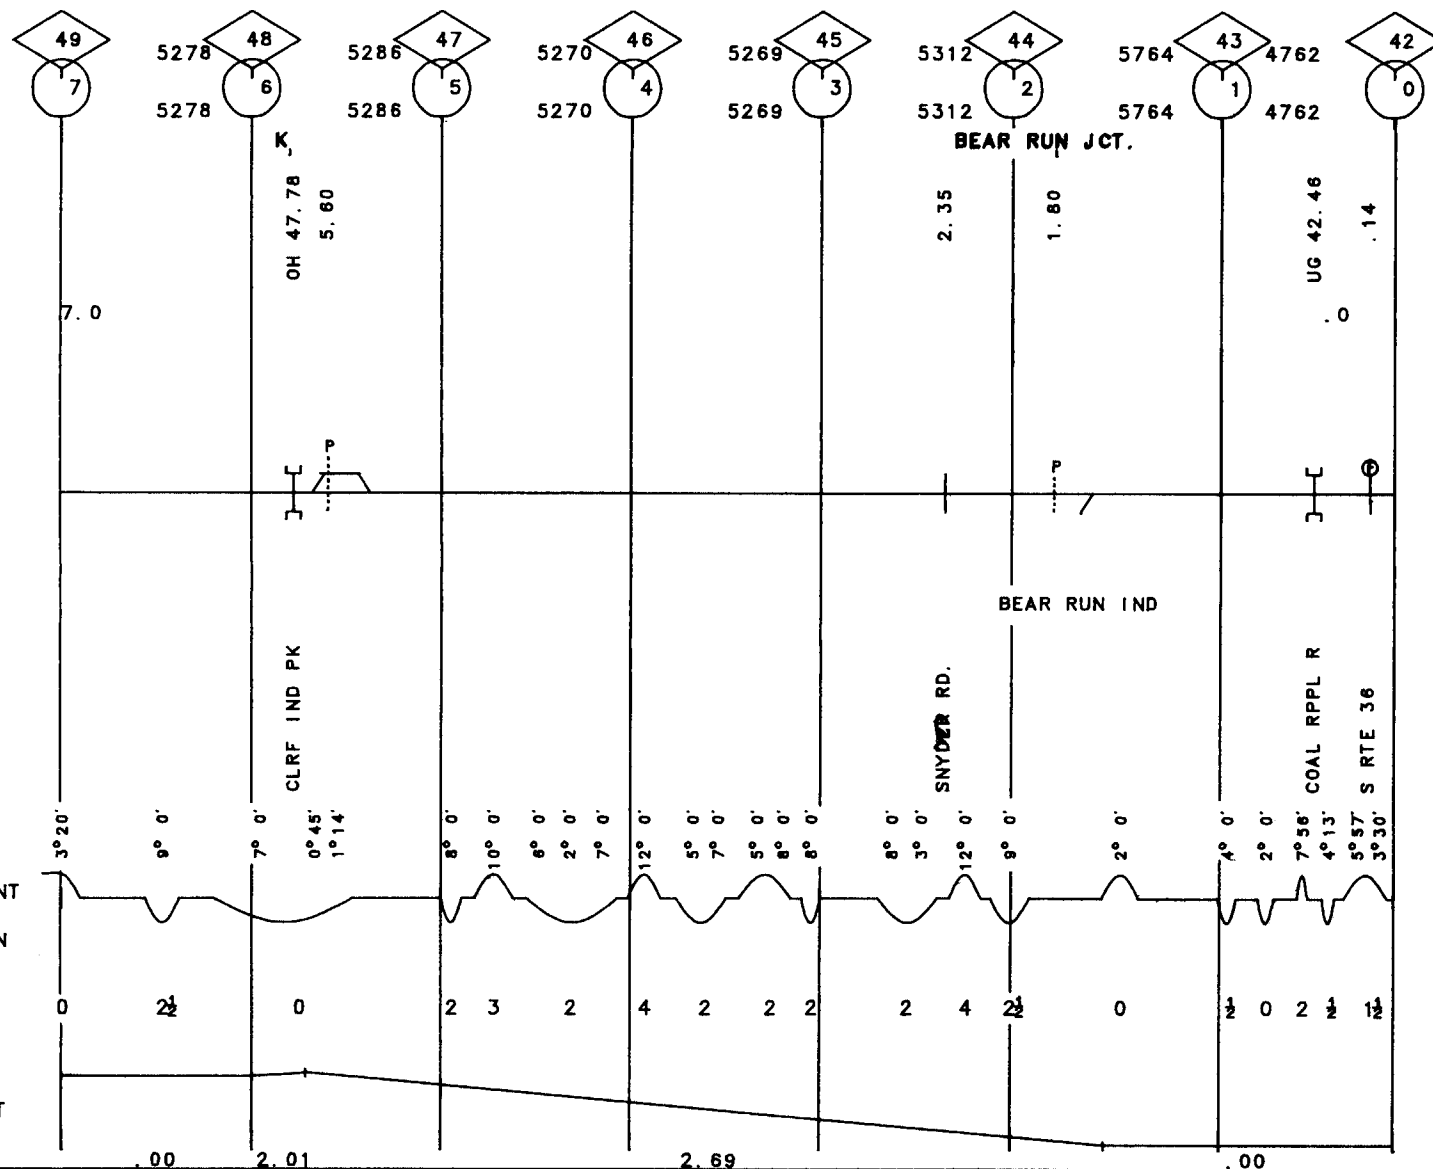 49 48 47 46 45 44 43 42
5278 5286 5270 5269 5312 5764 4762
7 6 5 4 3 2 1 0
5278 5286 5270 5269 5312 5764 4762
K, BEAR RUN JCT.
OH 47.78
5.60
2.35
1.80
UG 42.46
.14
7.0 .0
P
P
P
BEAR RUN IND
CLRF IND PK
SNYDER RD.
COAL RPPL R
S RTE 36
3° 20' 9° 0' 7° 0' 0° 45' 1° 14' 8° 0' 10° 0' 6° 0' 2° 0' 7° 0' 12° 0' 5° 0' 7° 0' 5° 0' 8° 0' 8° 0' 8° 0' 3° 0' 12° 0' 9° 0' 2° 0' 4° 0' 2° 0' 7° 56' 4° 13' 5° 57' 3° 30'
NT
N
0 2½ 0 2 3 2 4 2 2 2 2 4 2½ 0 ½ 0 2 ½ 1½
T
.00 2.01 2.69 .00